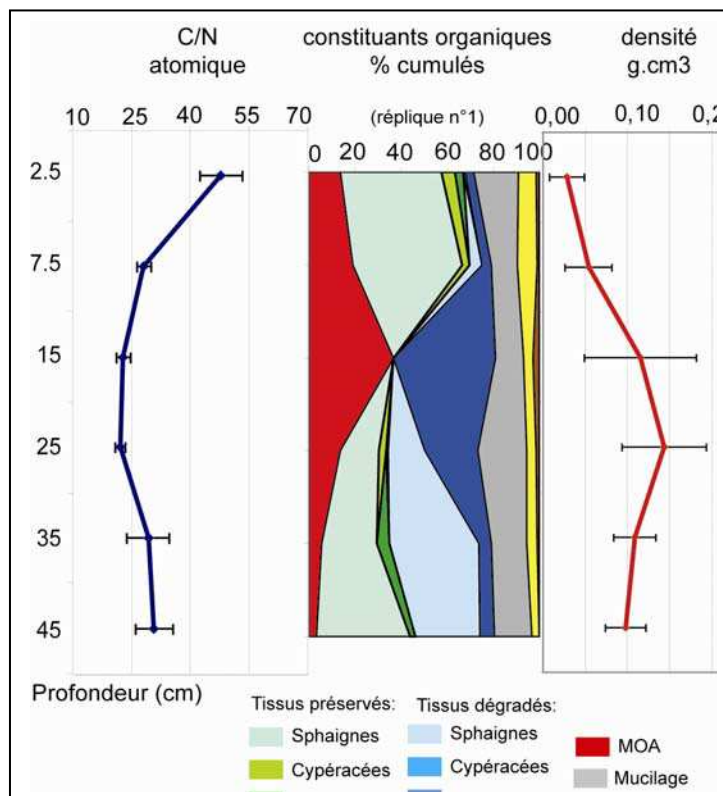 C/N
atomique
constituants organiques
% cumulés
(réplique n°1)
densité
g.cm3
10 25 40 55 70
0 20 40 60 80 100
0,00 0,10 0,2
2.5
7.5
15
25
35
45
Profondeur (cm)
Tissus préservés: Tissus dégradés:
Sphaignes Sphaignes MOA
Cypéracées Cypéracées Mucilage